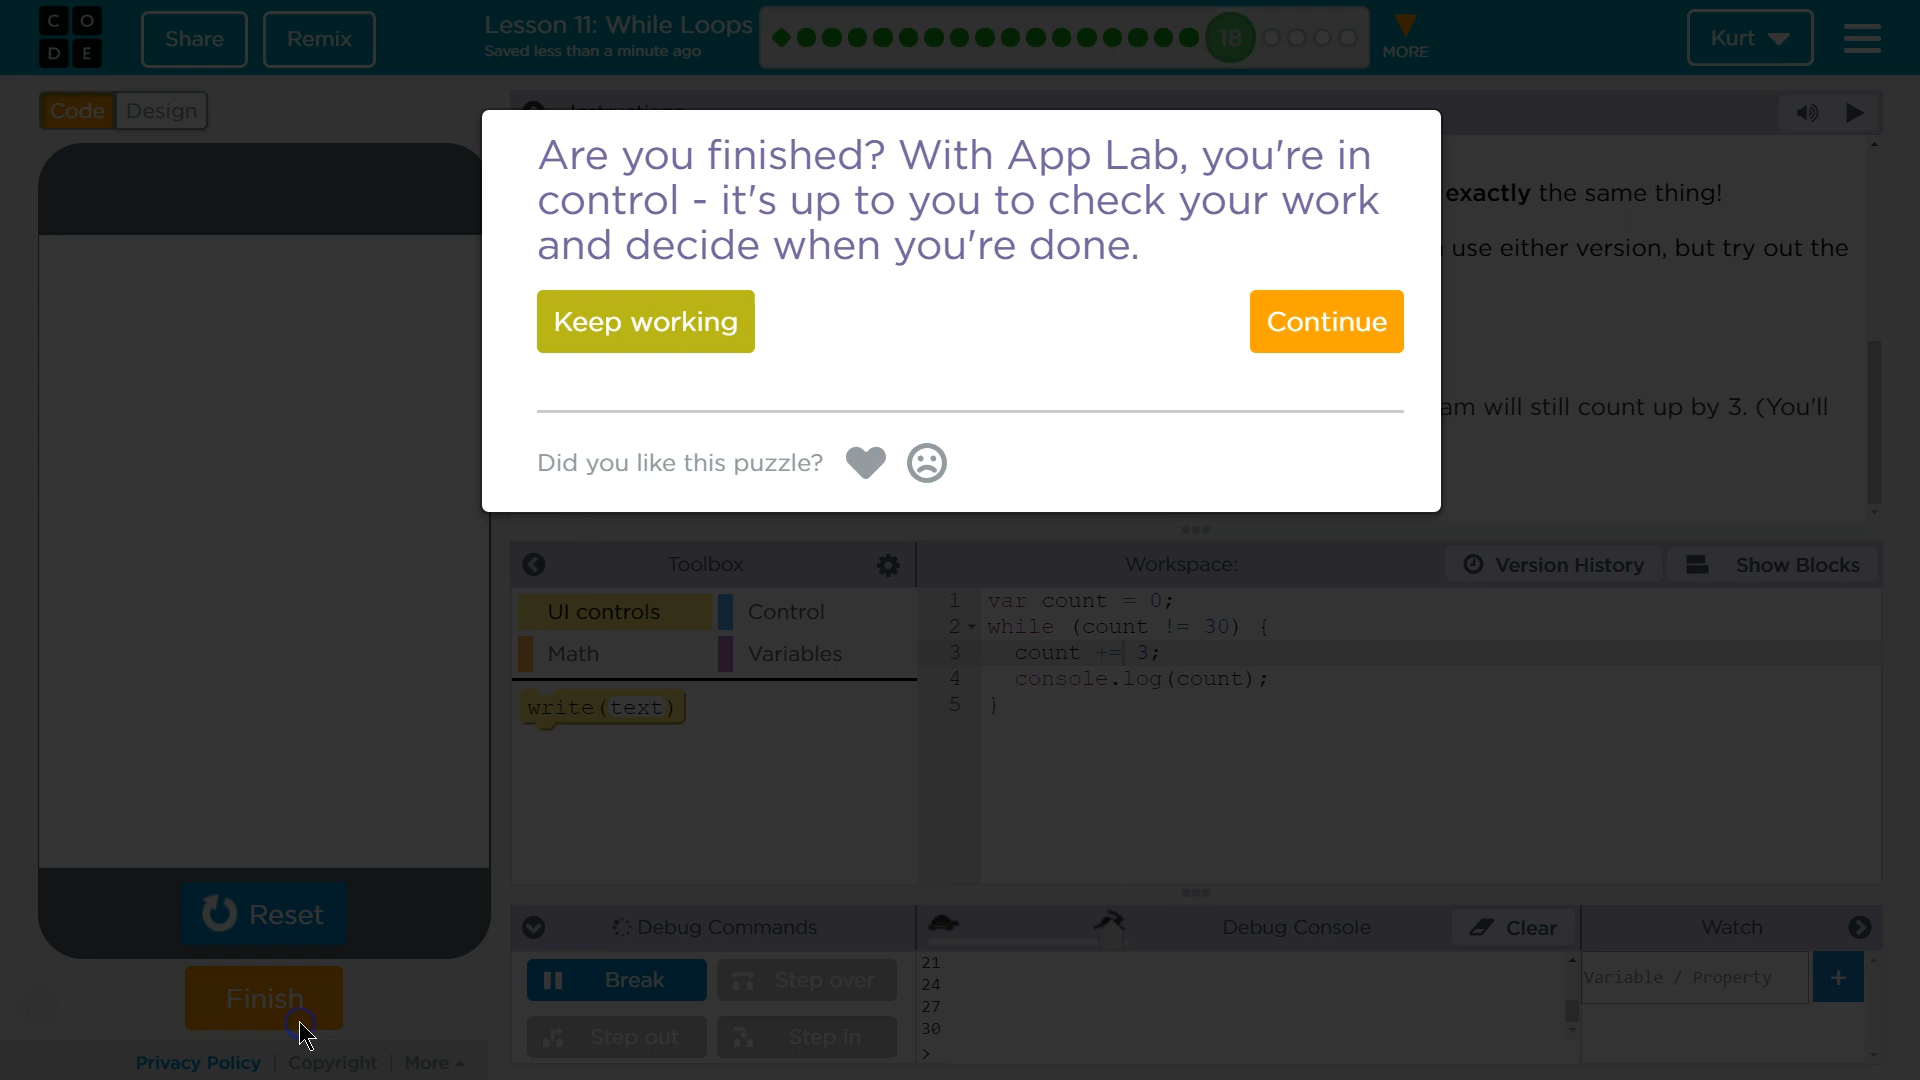 C O
D E
Share
Remix
Lesson 11: While Loops
Saved less than a minute ago
18
MORE
Kurt
Code
Design
Are you finished? With App Lab, you're in
control - it's up to you to check your work
and decide when you're done.
Keep working
Continue
Did you like this puzzle?
exactly the same thing!
use either version, but try out the
will still count up by 3. (You'll
Toolbox
Workspace:
Version History
Show Blocks
UI controls
Control
Math
Variables
write(text)
1 var count = 0;
2 while (count != 30) {
3 count += 3;
4 console.log(count);
5 }
Reset
Finish
Debug Commands
Debug Console
Clear
Watch
Break
Step over
Step out
Step in
21
24
27
30
>
Variable / Property
+
Privacy Policy | Copyright | More